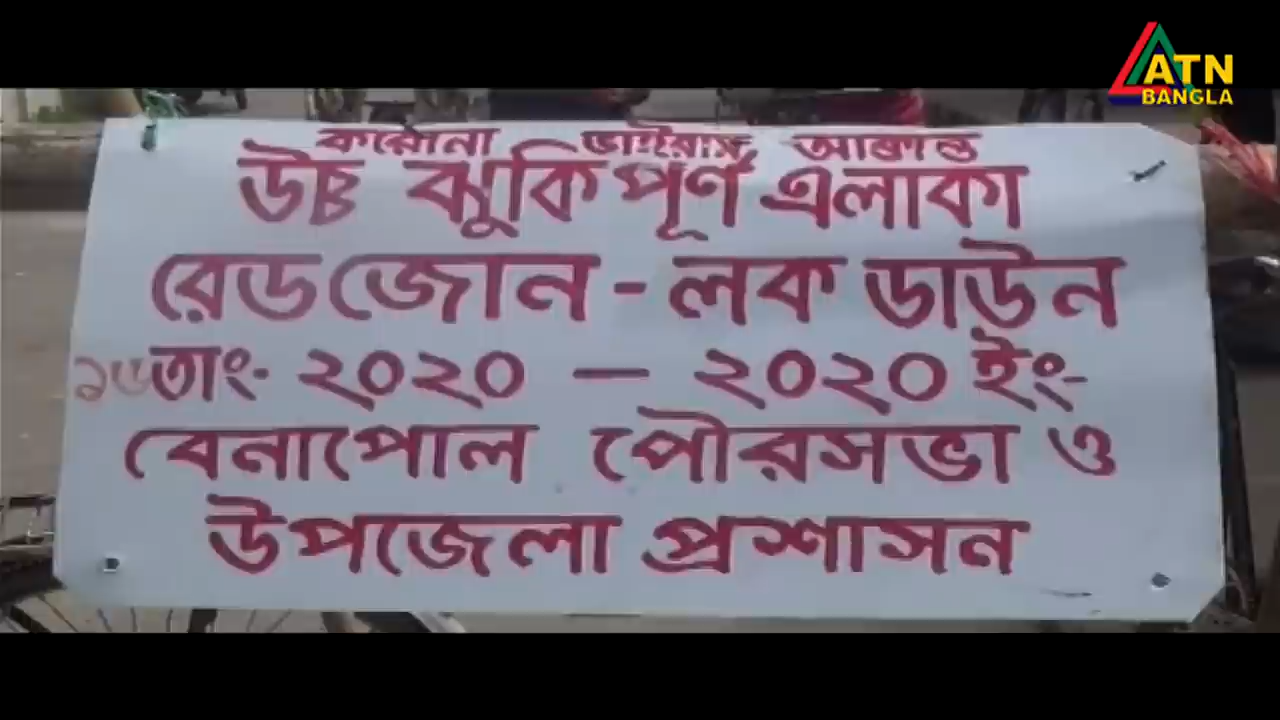 ATN
BANGLA
করোনা ভাইরাস আক্রান্ত
উচ্চ ঝুকিপূর্ণ এলাকা
রেডজোন - লক ডাউন
তাং- ২০২০ — ২০২০ ইং-
বেনাপোল পৌরসভা ও
উপজেলা প্রশাসন